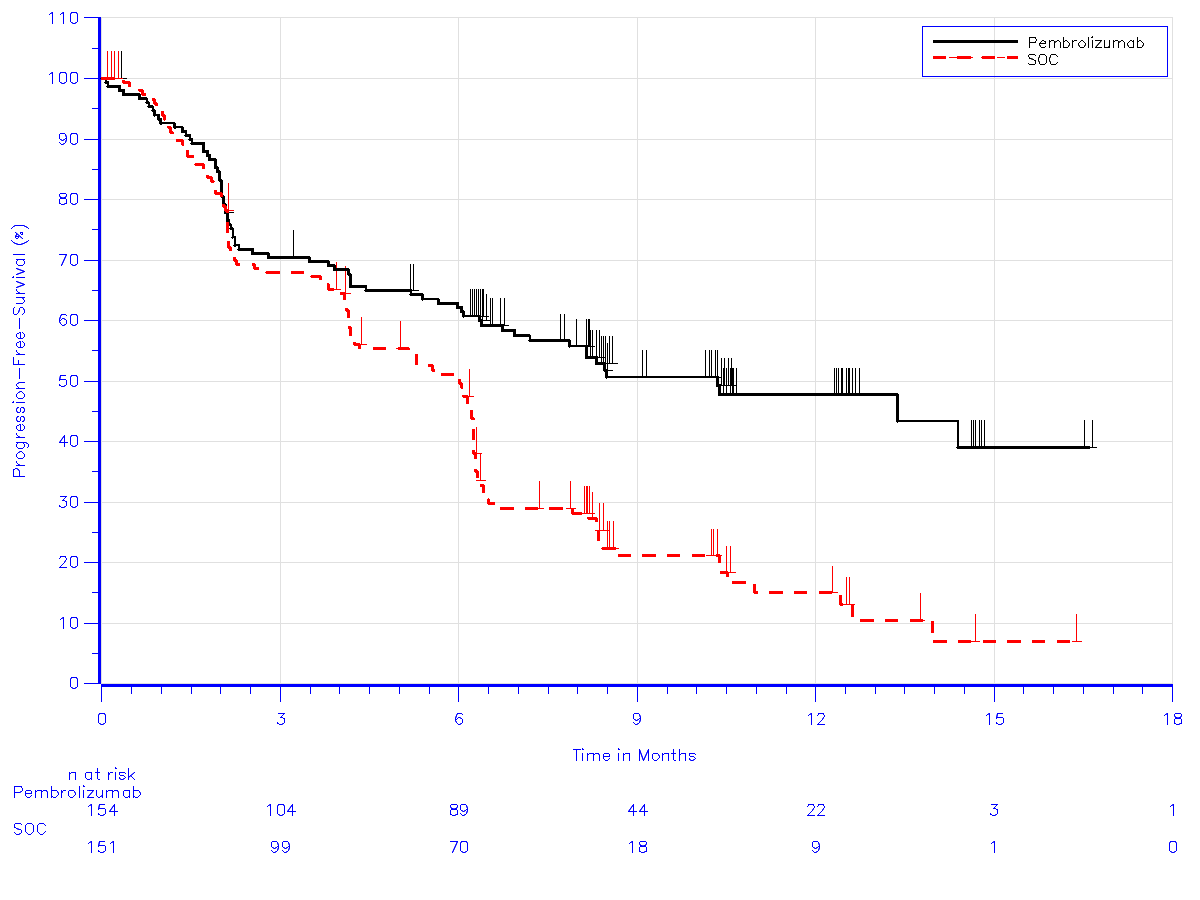 110
100
90
80
70
60
50
40
30
20
10
0
Progression-Free-Survival (%)
Pembrolizumab
SOC
0 3 6 9 12 15 18
Time in Months
n at risk
Pembrolizumab
154 104 89 44 22 3 1
SOC
151 99 70 18 9 1 0